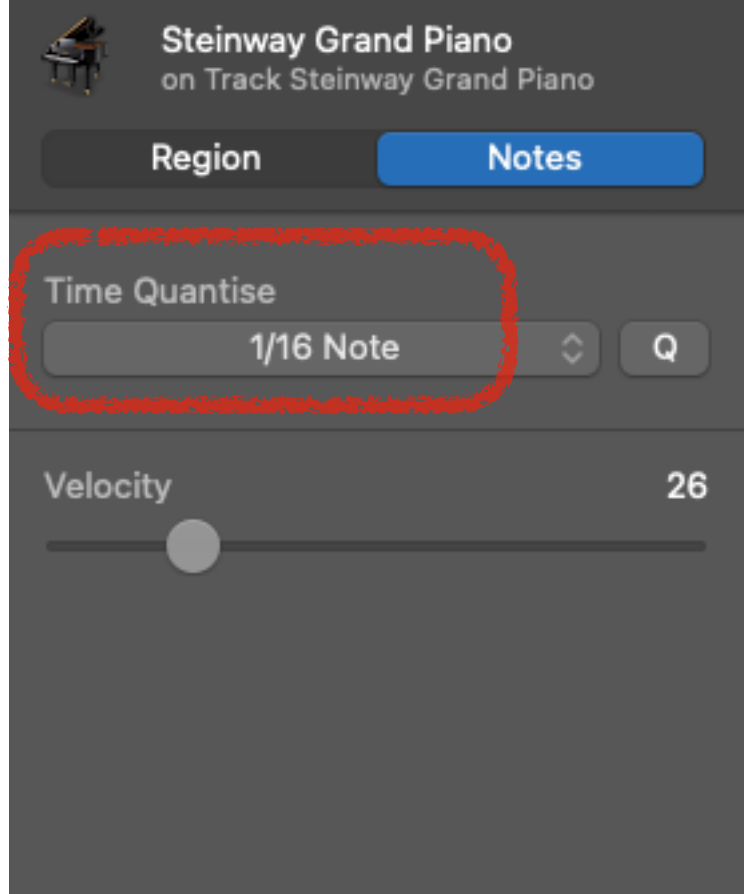 Steinway Grand Piano
on Track Steinway Grand Piano
Region Notes
Time Quantise
1/16 Note Q
Velocity 26